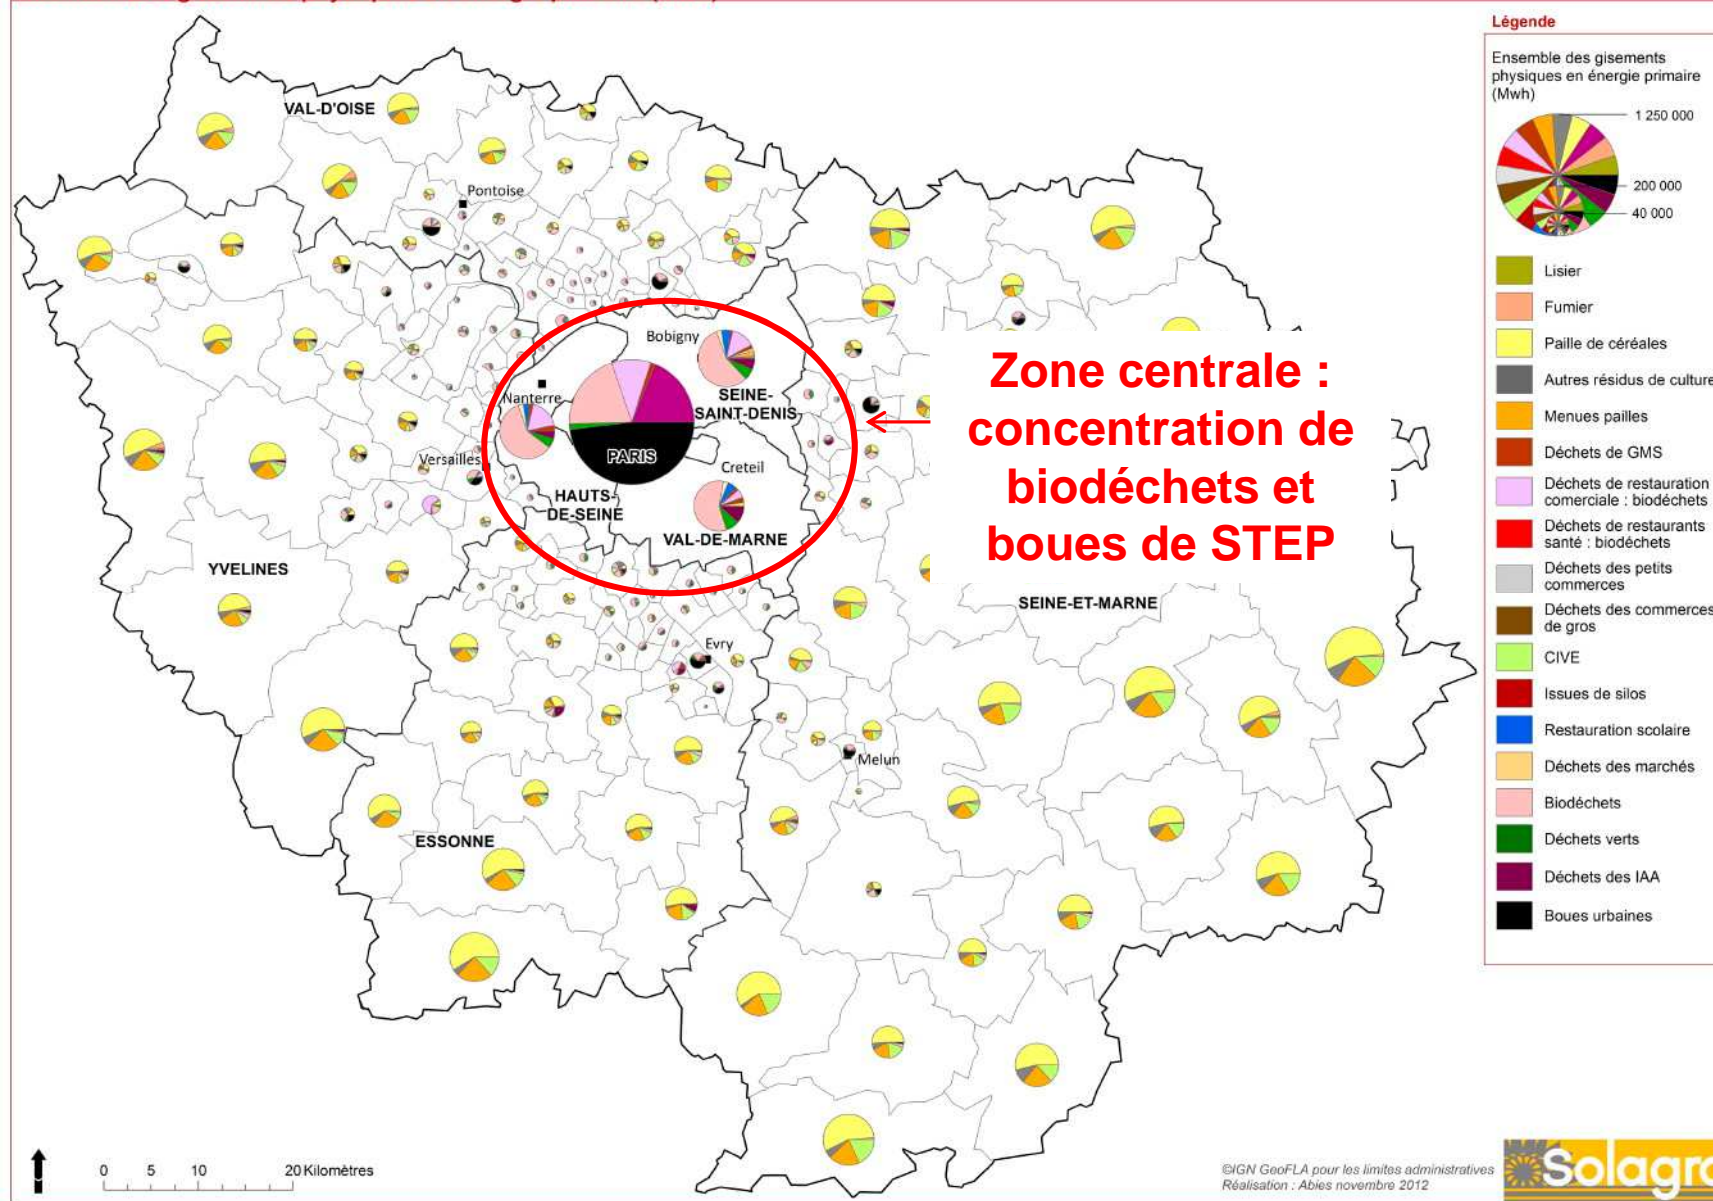 VAL-D'OISE
Pontoise
Bobigny
Nanterre
SEINE-
SAINT-DENIS
PARIS
Versailles
Creteil
HAUTS-
DE-SEINE
VAL-DE-MARNE
YVELINES
SEINE-ET-MARNE
Evry
Melun
ESSONNE
Zone centrale :
concentration de
biodéchets et
boues de STEP
Légende
Ensemble des gisements
physiques en énergie primaire
(Mwh)
1 250 000
200 000
40 000
Lisier
Fumier
Paille de céréales
Autres résidus de culture
Menues pailles
Déchets de GMS
Déchets de restauration
comerciale : biodéchets
Déchets de restaurants
santé : biodéchets
Déchets des petits
commerces
Déchets des commerces
de gros
CIVE
Issues de silos
Restauration scolaire
Déchets des marchés
Biodéchets
Déchets verts
Déchets des IAA
Boues urbaines
0 5 10 20 Kilomètres
©IGN GeoFLA pour les limites administratives
Réalisation : Abies novembre 2012
Solagro